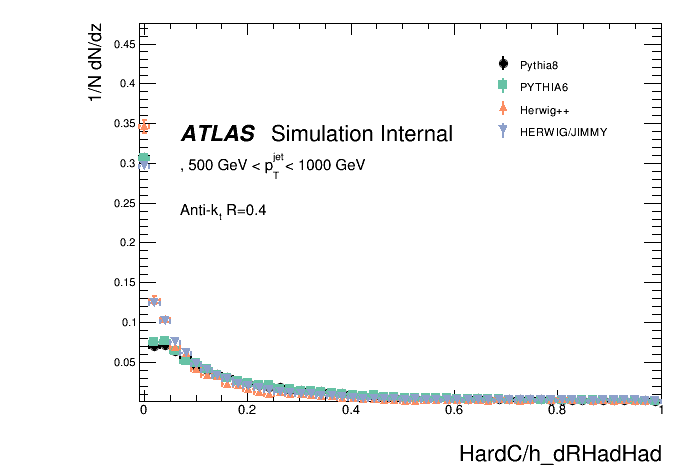 1/N dN/dz
0.45
0.4
0.35
0.3
0.25
0.2
0.15
0.1
0.05
Pythia8
PYTHIA6
Herwig++
HERWIG/JIMMY
ATLAS Simulation Internal
, 500 GeV < p_T^jet < 1000 GeV
Anti-k_t R=0.4
0 0.2 0.4 0.6 0.8 1
HardC/h_dRHadHad